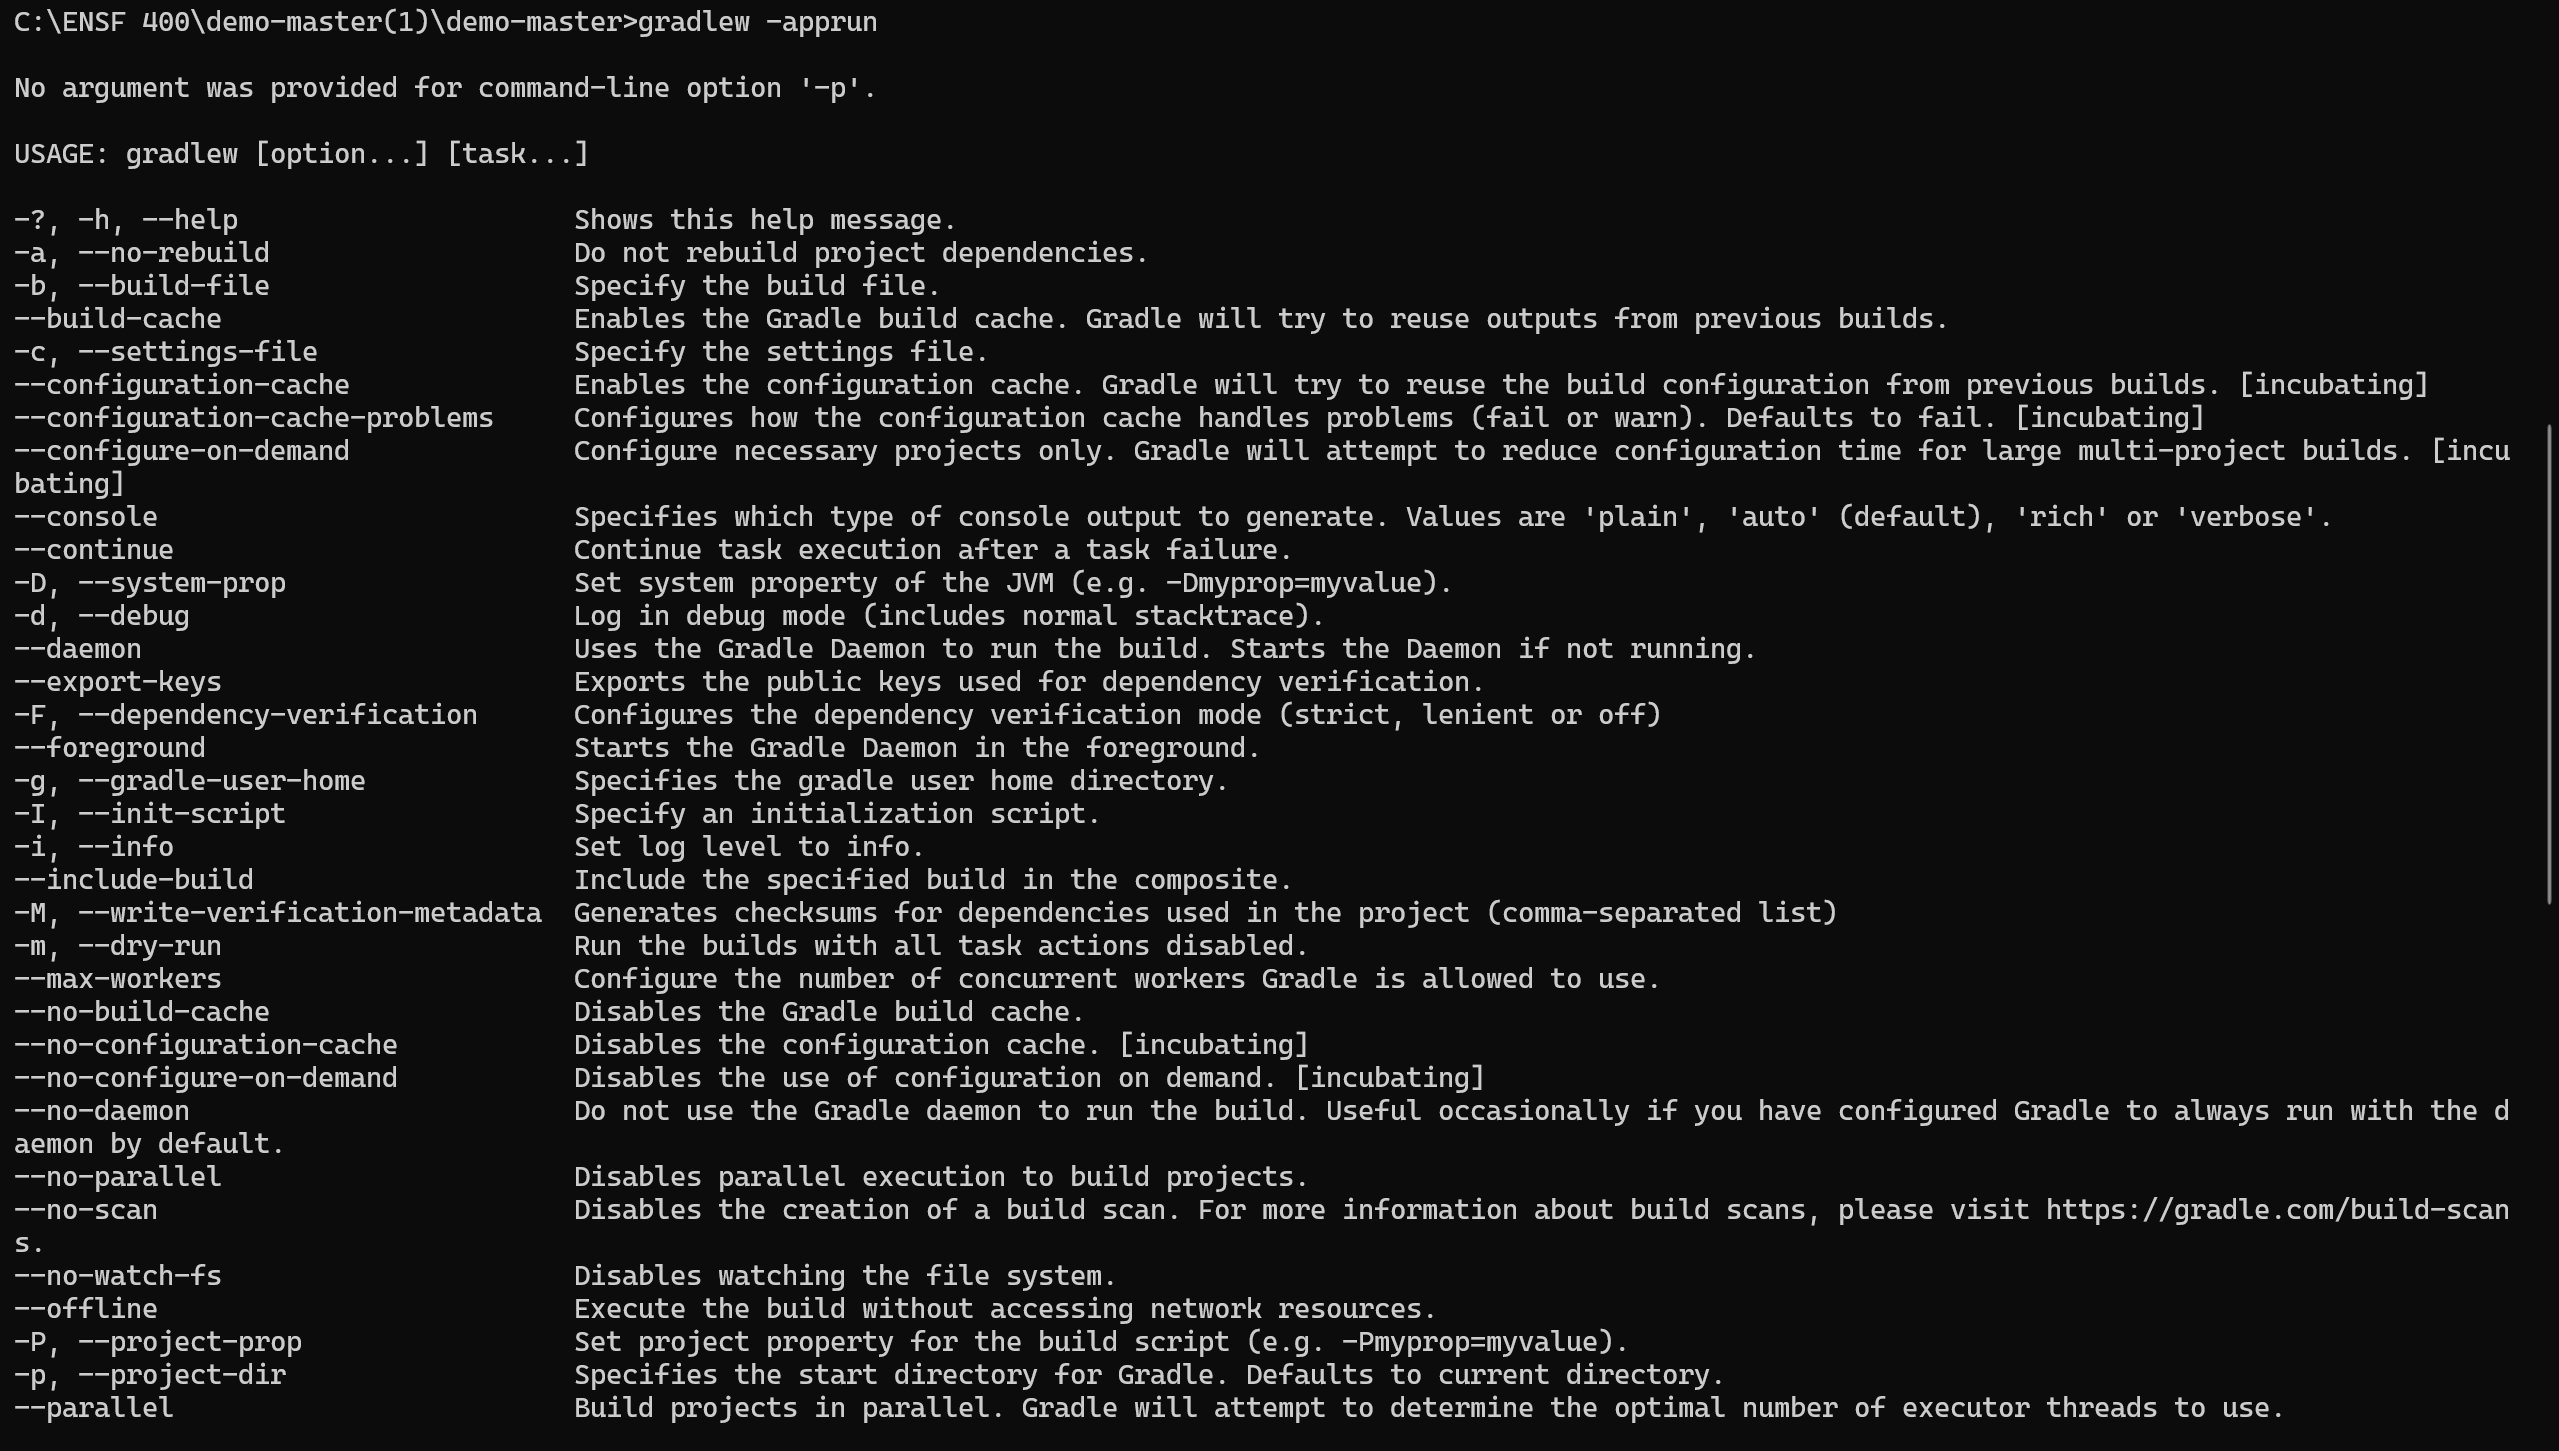 C:\ENSF 400\demo-master(1)\demo-master>gradlew -apprun
No argument was provided for command-line option '-p'.
USAGE: gradlew [option...] [task...]
-?, -h, --help                     Shows this help message.
-a, --no-rebuild                   Do not rebuild project dependencies.
-b, --build-file                   Specify the build file.
--build-cache                      Enables the Gradle build cache. Gradle will try to reuse outputs from previous builds.
-c, --settings-file                Specify the settings file.
--configuration-cache              Enables the configuration cache. Gradle will try to reuse the build configuration from previous builds. [incubating]
--configuration-cache-problems     Configures how the configuration cache handles problems (fail or warn). Defaults to fail. [incubating]
--configure-on-demand              Configure necessary projects only. Gradle will attempt to reduce configuration time for large multi-project builds. [incu
bating]
--console                          Specifies which type of console output to generate. Values are 'plain', 'auto' (default), 'rich' or 'verbose'.
--continue                         Continue task execution after a task failure.
-D, --system-prop                  Set system property of the JVM (e.g. -Dmyprop=myvalue).
-d, --debug                        Log in debug mode (includes normal stacktrace).
--daemon                           Uses the Gradle Daemon to run the build. Starts the Daemon if not running.
--export-keys                      Exports the public keys used for dependency verification.
-F, --dependency-verification      Configures the dependency verification mode (strict, lenient or off)
--foreground                       Starts the Gradle Daemon in the foreground.
-g, --gradle-user-home             Specifies the gradle user home directory.
-I, --init-script                  Specify an initialization script.
-i, --info                         Set log level to info.
--include-build                    Include the specified build in the composite.
-M, --write-verification-metadata  Generates checksums for dependencies used in the project (comma-separated list)
-m, --dry-run                      Run the builds with all task actions disabled.
--max-workers                      Configure the number of concurrent workers Gradle is allowed to use.
--no-build-cache                   Disables the Gradle build cache.
--no-configuration-cache           Disables the configuration cache. [incubating]
--no-configure-on-demand           Disables the use of configuration on demand. [incubating]
--no-daemon                        Do not use the Gradle daemon to run the build. Useful occasionally if you have configured Gradle to always run with the d
aemon by default.
--no-parallel                      Disables parallel execution to build projects.
--no-scan                          Disables the creation of a build scan. For more information about build scans, please visit https://gradle.com/build-scan
s.
--no-watch-fs                      Disables watching the file system.
--offline                          Execute the build without accessing network resources.
-P, --project-prop                 Set project property for the build script (e.g. -Pmyprop=myvalue).
-p, --project-dir                  Specifies the start directory for Gradle. Defaults to current directory.
--parallel                         Build projects in parallel. Gradle will attempt to determine the optimal number of executor threads to use.